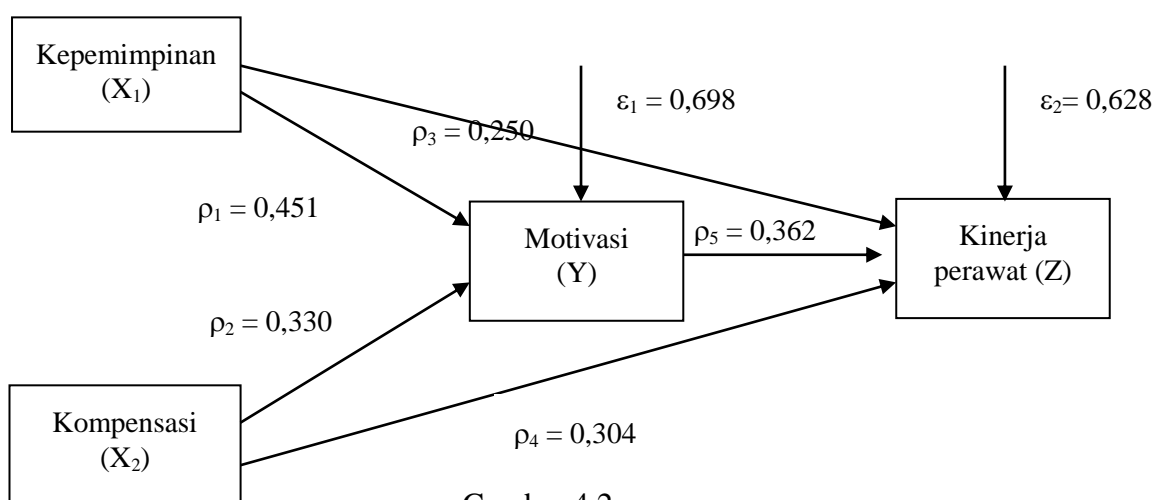 Kepemimpinan
(X₁)
ε₁ = 0,698
ε₂= 0,628
ρ₃ = 0,250
ρ₁ = 0,451
Motivasi
(Y)
ρ₅ = 0,362
Kinerja
perawat (Z)
ρ₂ = 0,330
Kompensasi
(X₂)
ρ₄ = 0,304